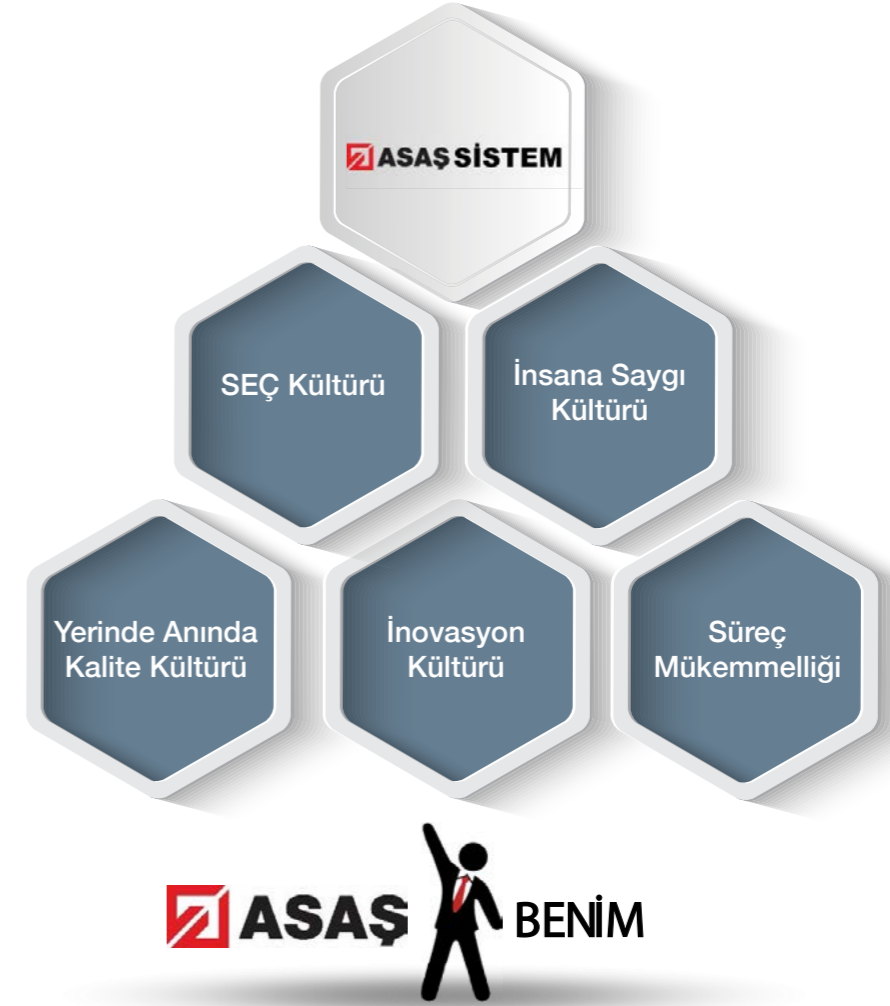 ASAŞ SİSTEM
SEÇ Kültürü
İnsana Saygı
Kültürü
Yerinde Anında
Kalite Kültürü
İnovasyon
Kültürü
Süreç
Mükemmelliği
ASAŞ BENİM